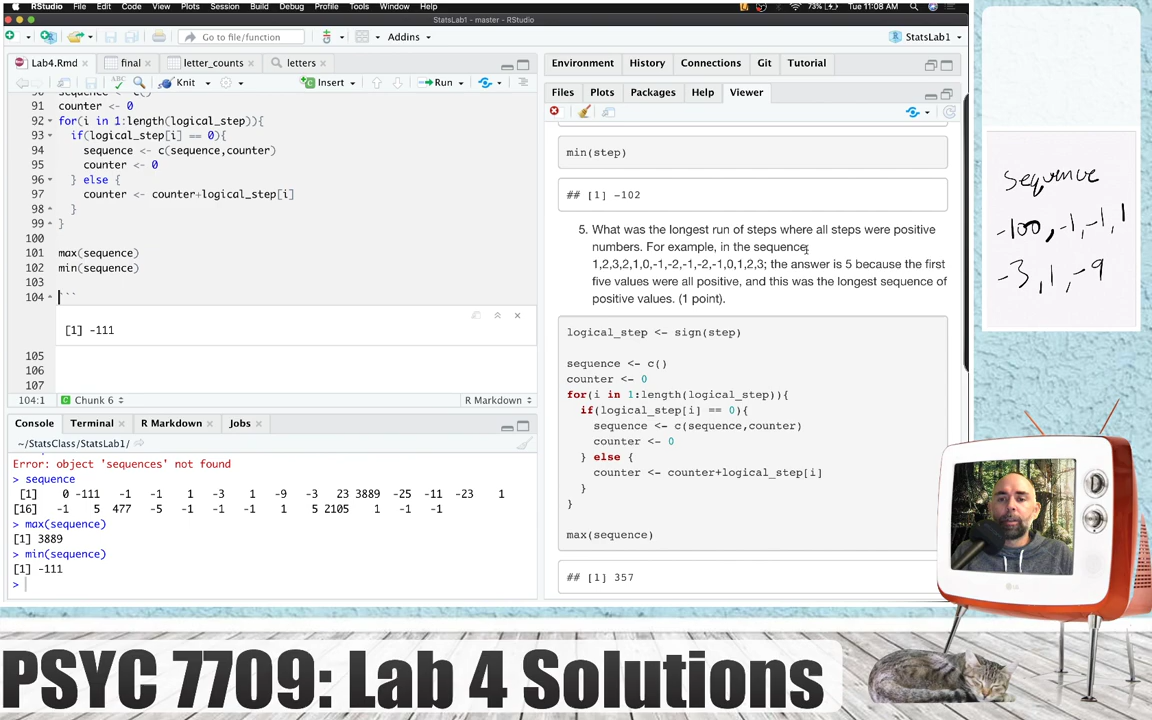 RStudio File Edit Code View Plots Session Build Debug Profile Tools Window Help 73% Tue 11:08 AM
StatsLab1 - master - RStudio
Go to file/function Addins StatsLab1
Lab4.Rmd final letter_counts letters
ABC Knit Insert Run
90 sequence <- c()
91 counter <- 0
92 for(i in 1:length(logical_step)){
93 if(logical_step[i] == 0){
94 sequence <- c(sequence,counter)
95 counter <- 0
96 } else {
97 counter <- counter+logical_step[i]
98 }
99 }
100
101 max(sequence)
102 min(sequence)
103
104 ```
[1] -111
105
106
107
104:1 Chunk 6 R Markdown
Console Terminal R Markdown Jobs
~/StatsClass/StatsLab1/
Error: object 'sequences' not found
> sequence
[1] 0 -111 -1 -1 1 -3 1 -9 -3 23 3889 -25 -11 -23 1
[16] -1 5 477 -5 -1 -1 -1 1 5 2105 1 -1 -1
> max(sequence)
[1] 3889
> min(sequence)
[1] -111
>
Environment History Connections Git Tutorial
Files Plots Packages Help Viewer
min(step)
## [1] -102
5. What was the longest run of steps where all steps were positive
numbers. For example, in the sequence
1,2,3,2,1,0,-1,-2,-1,-2,-1,0,1,2,3; the answer is 5 because the first
five values were all positive, and this was the longest sequence of
positive values. (1 point).
logical_step <- sign(step)
sequence <- c()
counter <- 0
for(i in 1:length(logical_step)){
if(logical_step[i] == 0){
sequence <- c(sequence,counter)
counter <- 0
} else {
counter <- counter+logical_step[i]
}
}
max(sequence)
## [1] 357
sequence
-100, -1, -1, 1
-3, 1, -9
LG
PSYC 7709: Lab 4 Solutions